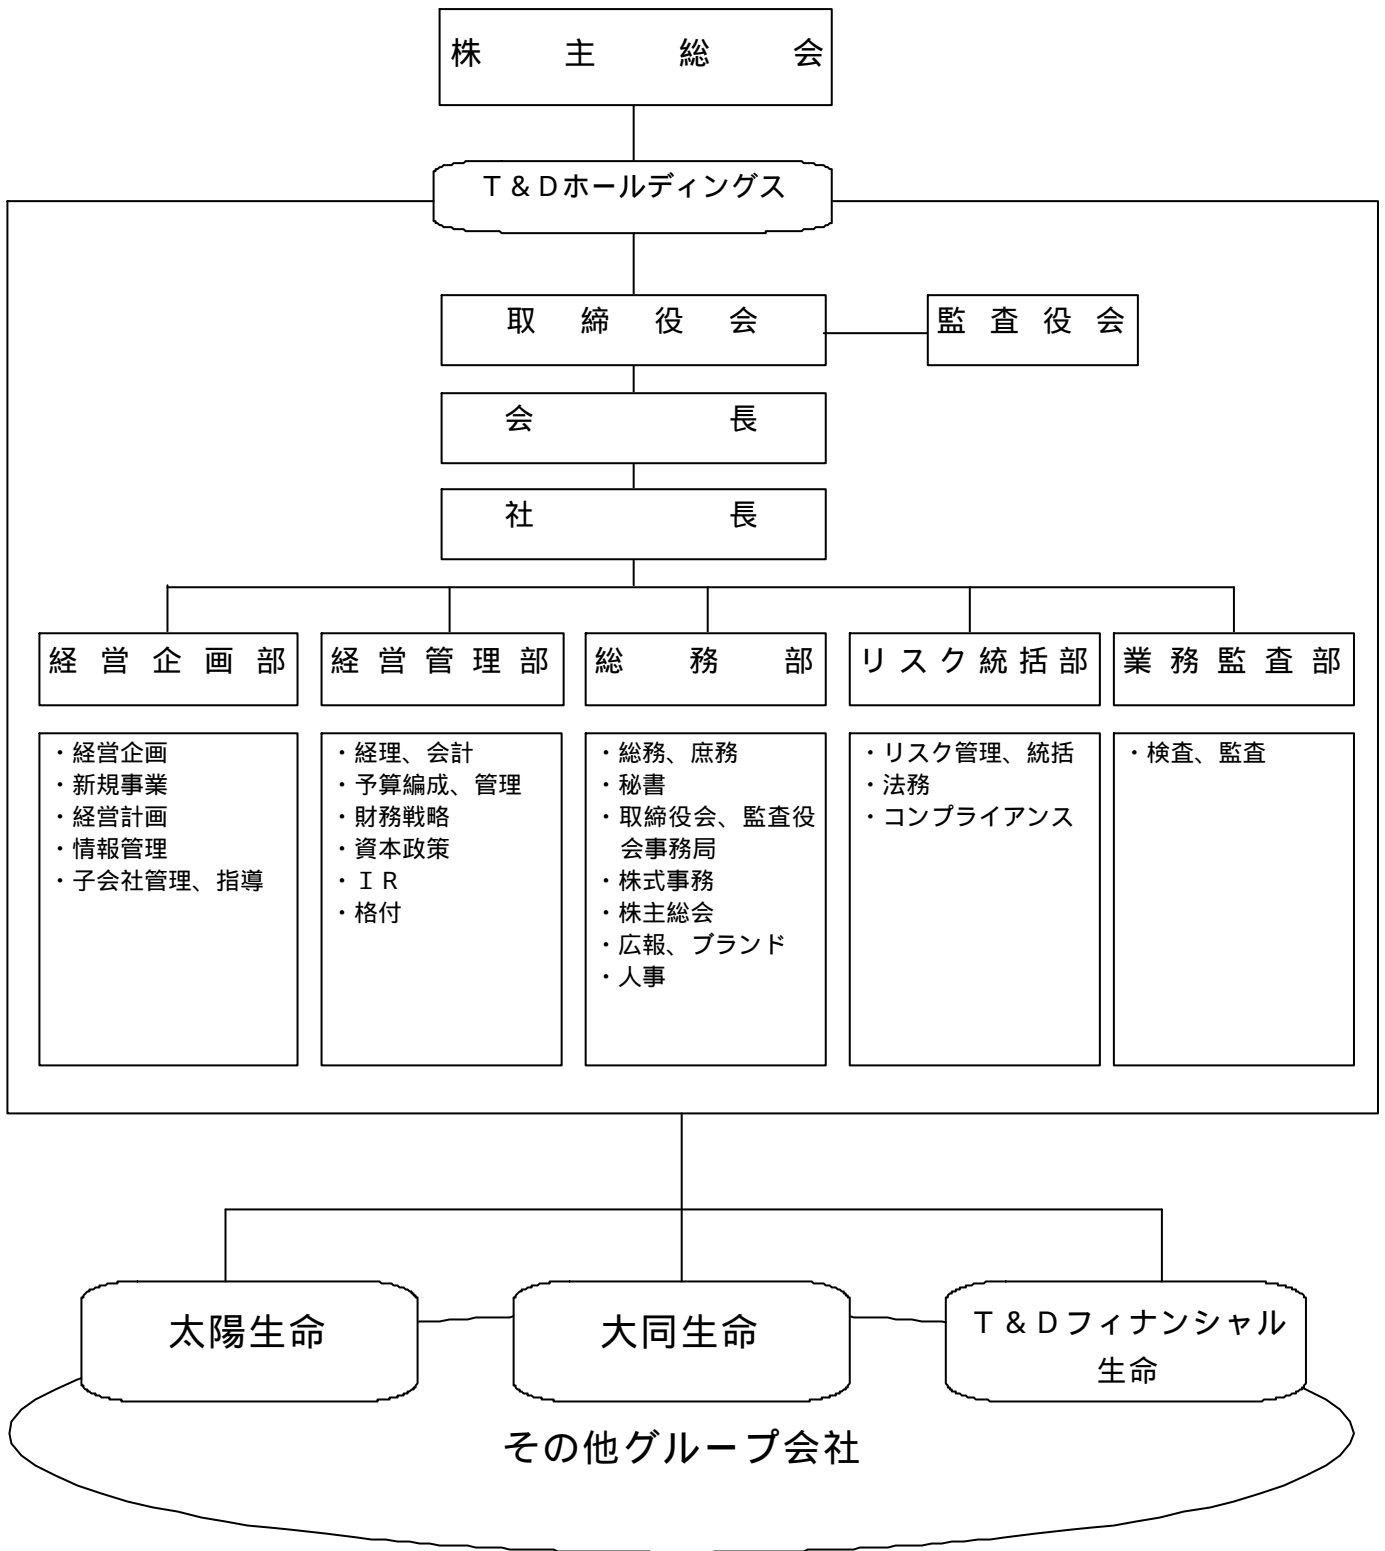 株主総会
Ｔ＆Ｄホールディングス
取締役会
監査役会
会長
社長
経営企画部
経営管理部
総務部
リスク統括部
業務監査部
・経営企画
・新規事業
・経営計画
・情報管理
・子会社管理、指導
・経理、会計
・予算編成、管理
・財務戦略
・資本政策
・ＩＲ
・格付
・総務、庶務
・秘書
・取締役会、監査役
会事務局
・株式事務
・株主総会
・広報、ブランド
・人事
・リスク管理、統括
・法務
・コンプライアンス
・検査、監査
太陽生命
大同生命
Ｔ＆Ｄフィナンシャル
生命
その他グループ会社